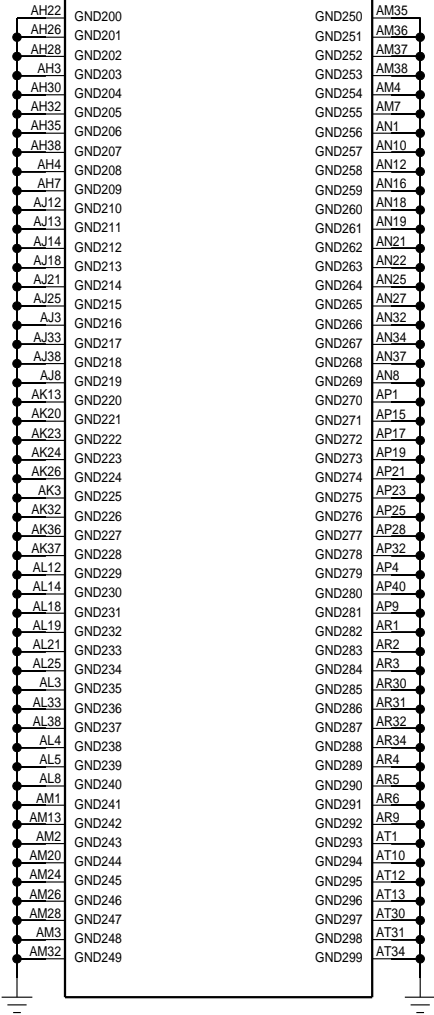 AH22 GND200 GND250 AM35
AH26 GND201 GND251 AM36
AH28 GND202 GND252 AM37
AH3 GND203 GND253 AM38
AH30 GND204 GND254 AM4
AH32 GND205 GND255 AM7
AH35 GND206 GND256 AN1
AH38 GND207 GND257 AN10
AH4 GND208 GND258 AN12
AH7 GND209 GND259 AN16
AJ12 GND210 GND260 AN18
AJ13 GND211 GND261 AN19
AJ14 GND212 GND262 AN21
AJ18 GND213 GND263 AN22
AJ21 GND214 GND264 AN25
AJ25 GND215 GND265 AN27
AJ3 GND216 GND266 AN32
AJ33 GND217 GND267 AN34
AJ38 GND218 GND268 AN37
AJ8 GND219 GND269 AN8
AK13 GND220 GND270 AP1
AK20 GND221 GND271 AP15
AK23 GND222 GND272 AP17
AK24 GND223 GND273 AP19
AK26 GND224 GND274 AP21
AK3 GND225 GND275 AP23
AK32 GND226 GND276 AP25
AK36 GND227 GND277 AP28
AK37 GND228 GND278 AP32
AL12 GND229 GND279 AP4
AL14 GND230 GND280 AP40
AL18 GND231 GND281 AP9
AL19 GND232 GND282 AR1
AL21 GND233 GND283 AR2
AL25 GND234 GND284 AR3
AL3 GND235 GND285 AR30
AL33 GND236 GND286 AR31
AL38 GND237 GND287 AR32
AL4 GND238 GND288 AR34
AL5 GND239 GND289 AR4
AL8 GND240 GND290 AR5
AM1 GND241 GND291 AR6
AM13 GND242 GND292 AR9
AM2 GND243 GND293 AT1
AM20 GND244 GND294 AT10
AM24 GND245 GND295 AT12
AM26 GND246 GND296 AT13
AM28 GND247 GND297 AT30
AM3 GND248 GND298 AT31
AM32 GND249 GND299 AT34